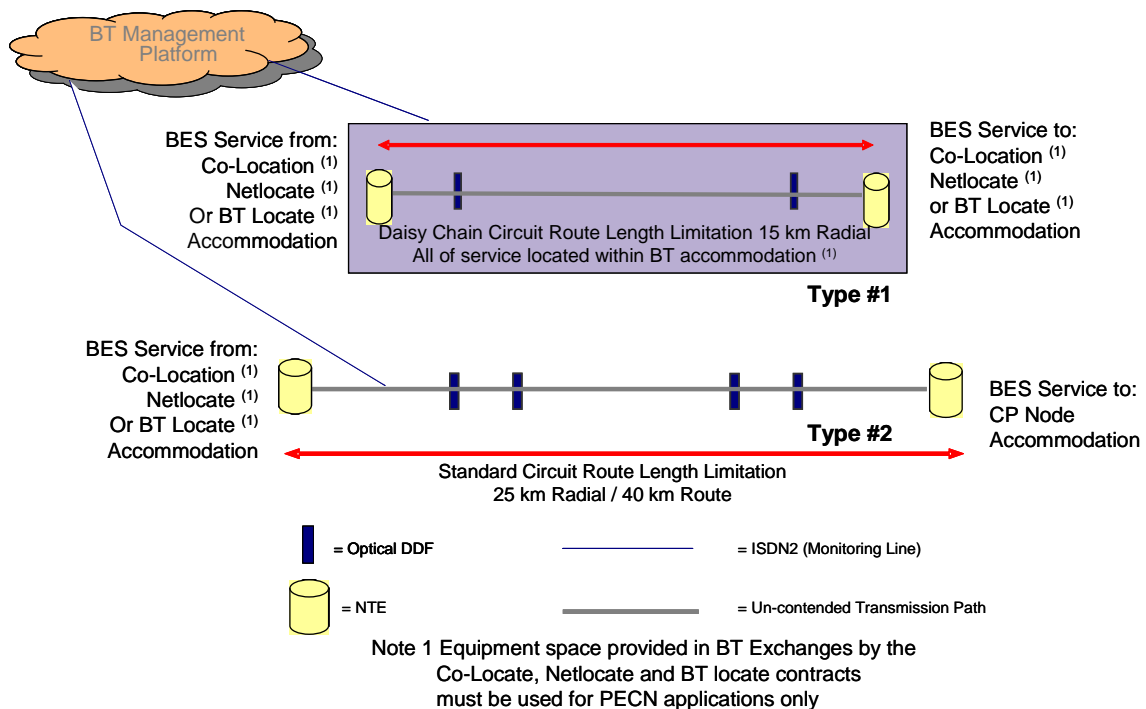 BT Management
Platform
BES Service from:
Co-Location (1)
Netlocate (1)
Or BT Locate (1)
Accommodation
BES Service to:
Co-Location (1)
Netlocate (1)
or BT Locate (1)
Accommodation
Daisy Chain Circuit Route Length Limitation 15 km Radial
All of service located within BT accommodation (1)
Type #1
BES Service from:
Co-Location (1)
Netlocate (1)
Or BT Locate (1)
Accommodation
BES Service to:
CP Node
Accommodation
Type #2
Standard Circuit Route Length Limitation
25 km Radial / 40 km Route
= Optical DDF
= ISDN2 (Monitoring Line)
= NTE
= Un-contended Transmission Path
Note 1 Equipment space provided in BT Exchanges by the
Co-Locate, Netlocate and BT locate contracts
must be used for PECN applications only